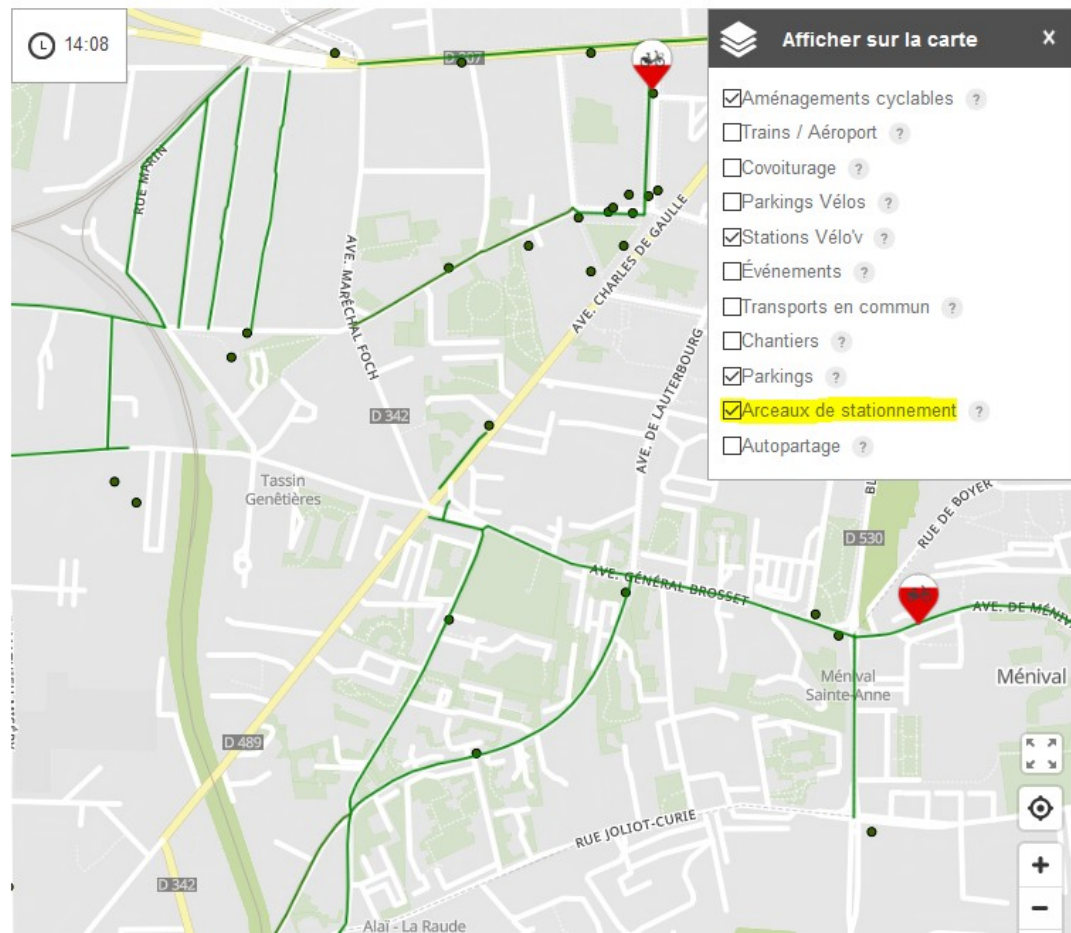 14:08
D 307
Afficher sur la carte
X
Aménagements cyclables ?
Trains / Aéroport ?
Covoiturage ?
Parkings Vélos ?
Stations Vélo'v ?
Événements ?
Transports en commun ?
Chantiers ?
Parkings ?
Arceaux de stationnement ?
Autopartage ?
RUE MARIN
AVE. MARÉCHAL FOCH
AVE. CHARLES DE GAULLE
AVE. DE LAUTERBOURG
D 342
Tassin
Genêtières
RUE DE BOYER
D 530
AVE. GÉNÉRAL BROSSET
AVE. DE MÉNIVA
Ménival
Sainte-Anne
Ménival
D 489
RUE JOLIOT-CURIE
D 342
Alaï - La Raude
+
−